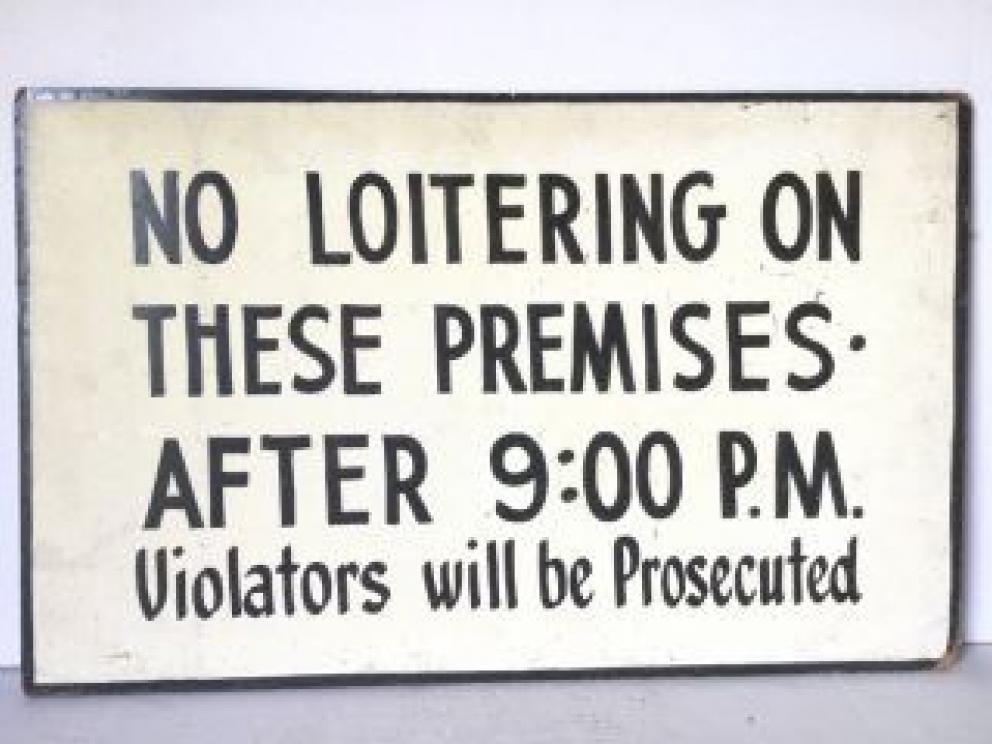 NO LOITERING ON
THESE PREMISES·
AFTER 9:00 P.M.
Violators will be Prosecuted